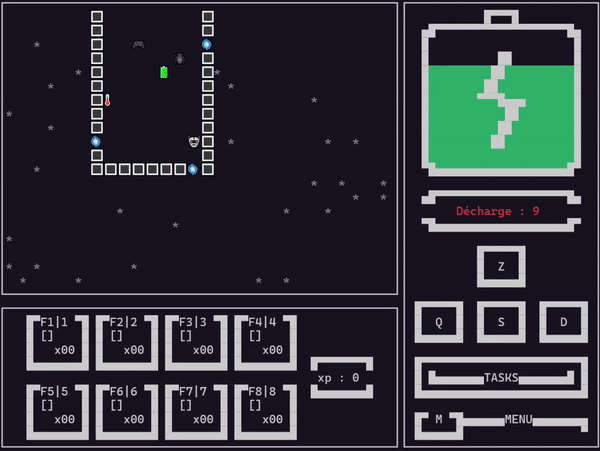 Décharge : 9
Z
Q
S
D
TASKS
M
MENU
F1|1
[]
x00
F2|2
[]
x00
F3|3
[]
x00
F4|4
[]
x00
xp : 0
F5|5
[]
x00
F6|6
[]
x00
F7|7
[]
x00
F8|8
[]
x00